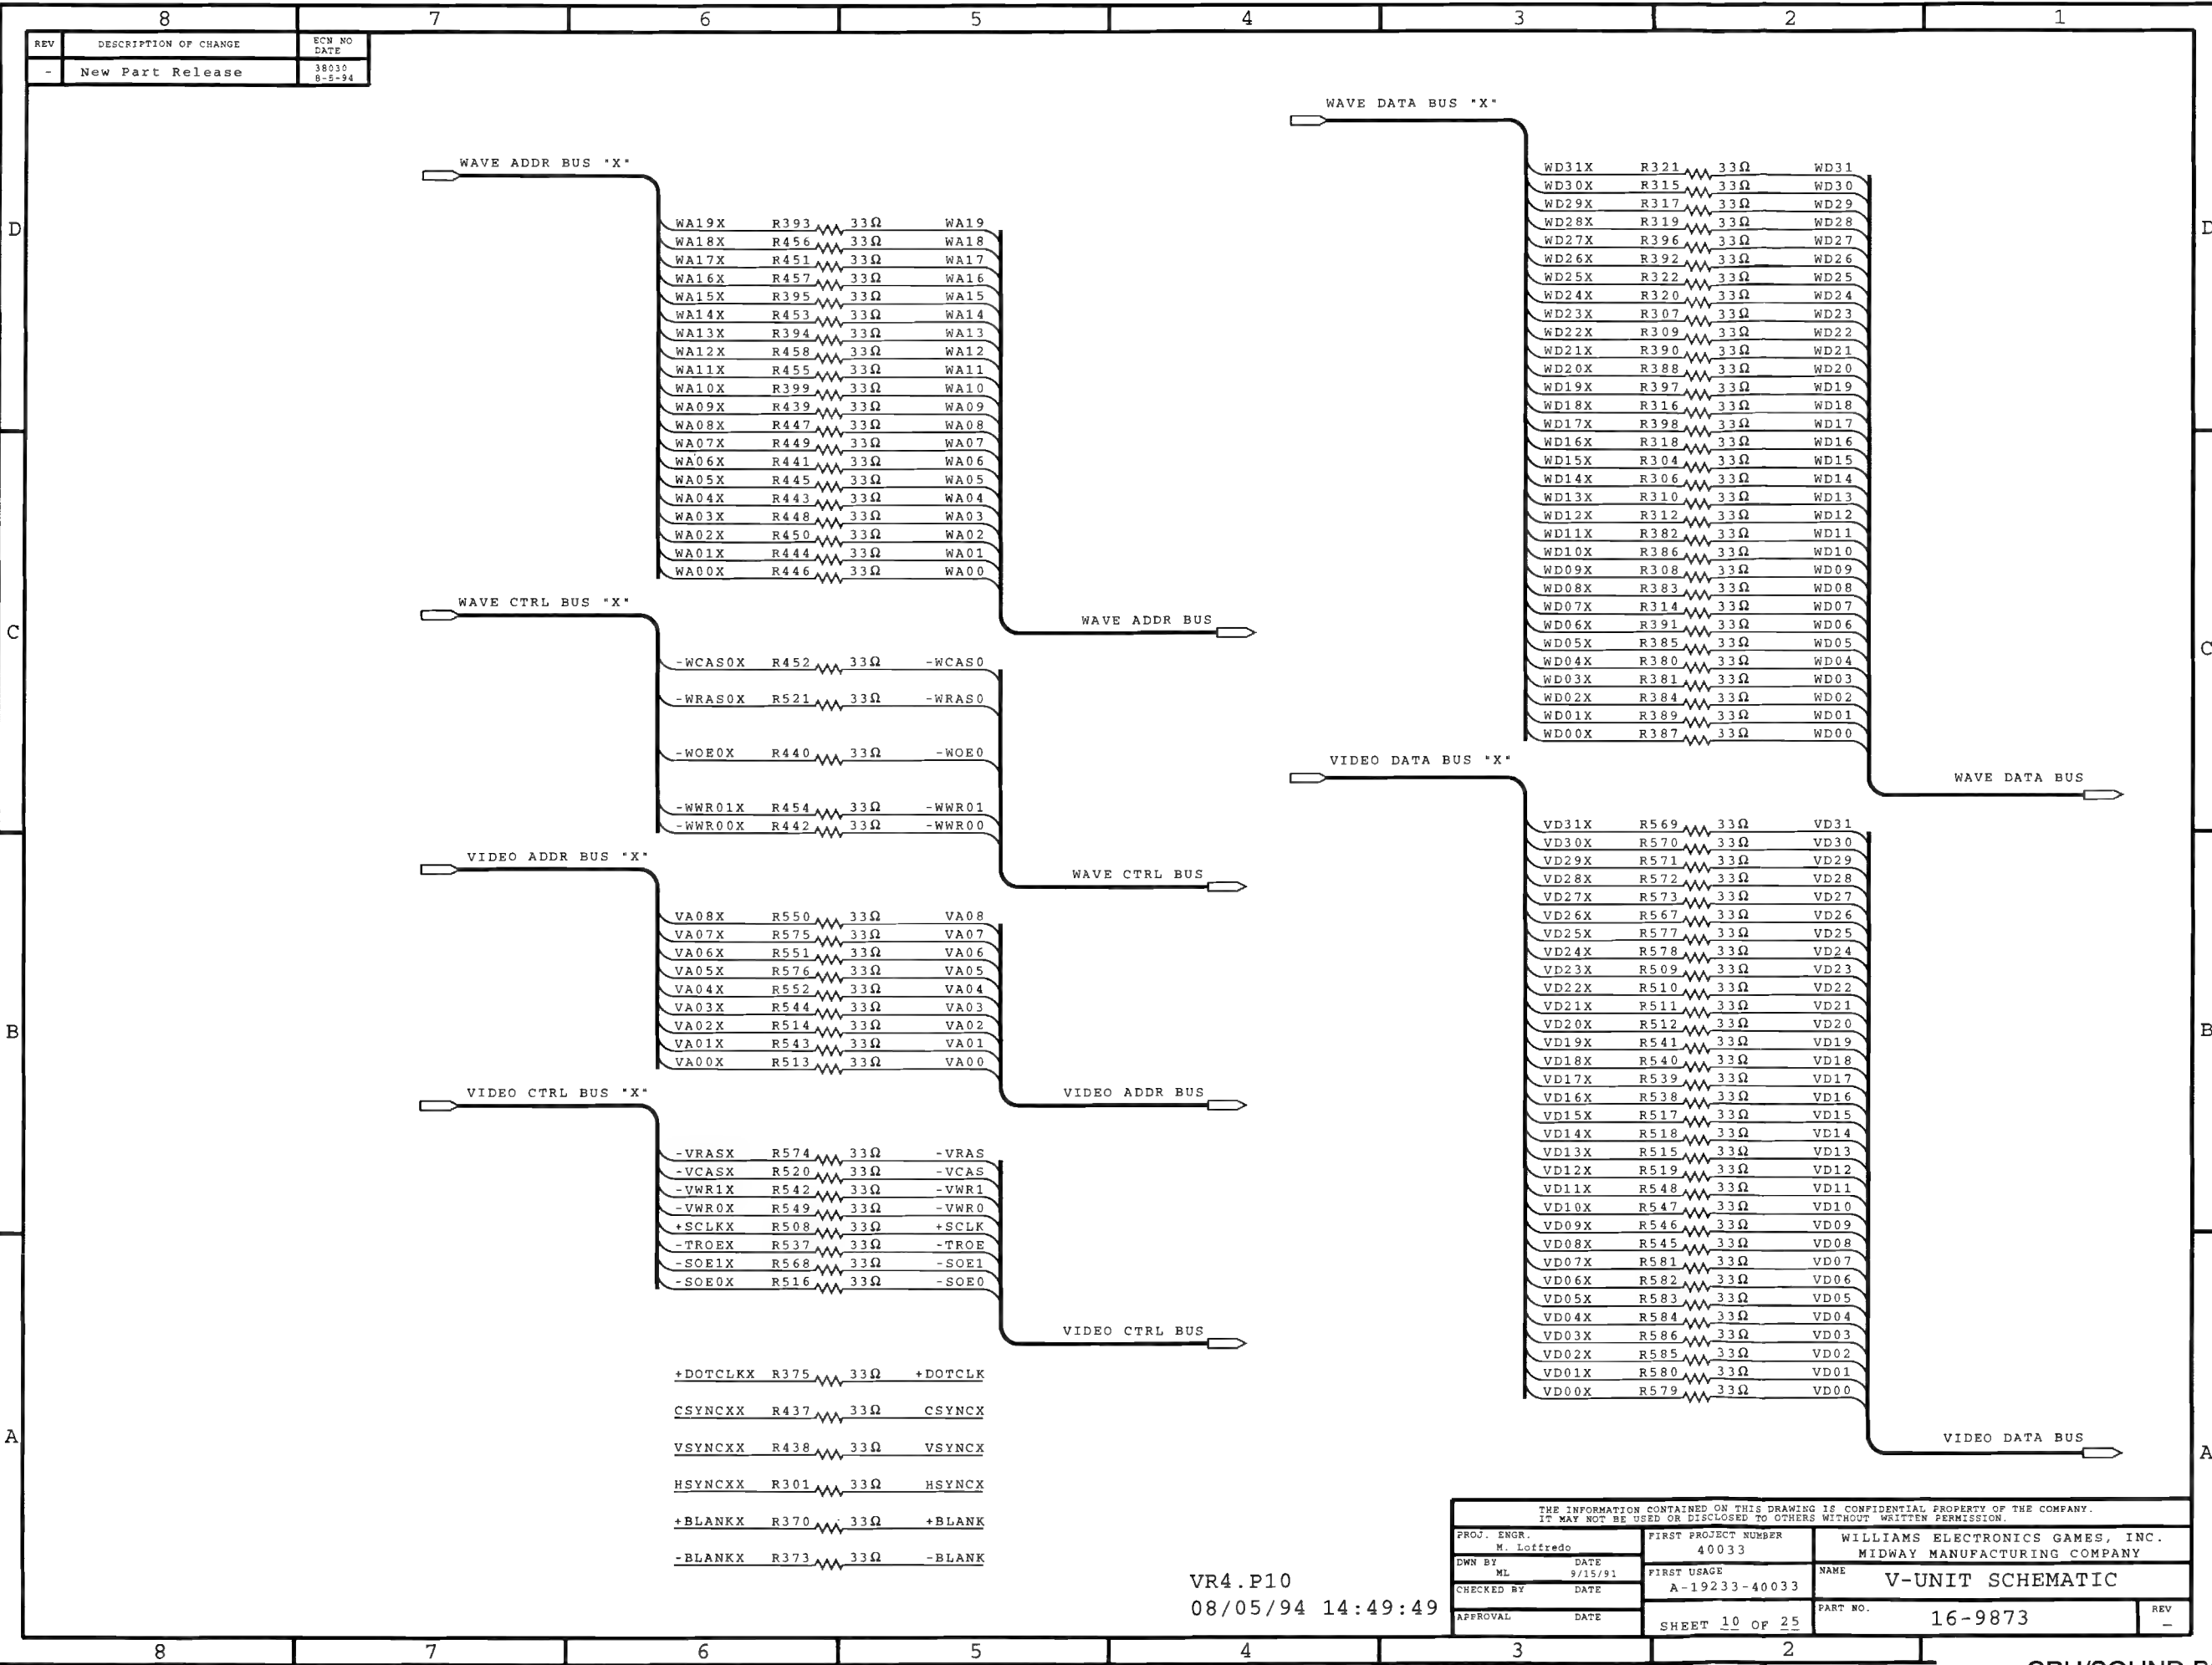 8 7 6 5 4 3 2 1
REV DESCRIPTION OF CHANGE ECN NO DATE
- New Part Release 38030 8-5-94
D
C
B
A
WAVE ADDR BUS "X"
WA19X R393 33Ω WA19
WA18X R456 33Ω WA18
WA17X R451 33Ω WA17
WA16X R457 33Ω WA16
WA15X R395 33Ω WA15
WA14X R453 33Ω WA14
WA13X R394 33Ω WA13
WA12X R458 33Ω WA12
WA11X R455 33Ω WA11
WA10X R399 33Ω WA10
WA09X R439 33Ω WA09
WA08X R447 33Ω WA08
WA07X R449 33Ω WA07
WA06X R441 33Ω WA06
WA05X R445 33Ω WA05
WA04X R443 33Ω WA04
WA03X R448 33Ω WA03
WA02X R450 33Ω WA02
WA01X R444 33Ω WA01
WA00X R446 33Ω WA00
WAVE ADDR BUS
WAVE CTRL BUS "X"
-WCAS0X R452 33Ω -WCAS0
-WRAS0X R521 33Ω -WRAS0
-WOE0X R440 33Ω -WOE0
-WWR01X R454 33Ω -WWR01
-WWR00X R442 33Ω -WWR00
WAVE CTRL BUS
VIDEO ADDR BUS "X"
VA08X R550 33Ω VA08
VA07X R575 33Ω VA07
VA06X R551 33Ω VA06
VA05X R576 33Ω VA05
VA04X R552 33Ω VA04
VA03X R544 33Ω VA03
VA02X R514 33Ω VA02
VA01X R543 33Ω VA01
VA00X R513 33Ω VA00
VIDEO ADDR BUS
VIDEO CTRL BUS "X"
-VRASX R574 33Ω -VRAS
-VCASX R520 33Ω -VCAS
-VWR1X R542 33Ω -VWR1
-VWR0X R549 33Ω -VWR0
+SCLKX R508 33Ω +SCLK
-TROEX R537 33Ω -TROE
-SOE1X R568 33Ω -SOE1
-SOE0X R516 33Ω -SOE0
VIDEO CTRL BUS
+DOTCLKX R375 33Ω +DOTCLK
CSYNCXX R437 33Ω CSYNCX
VSYNCXX R438 33Ω VSYNCX
HSYNCXX R301 33Ω HSYNCX
+BLANKX R370 33Ω +BLANK
-BLANKX R373 33Ω -BLANK
WAVE DATA BUS "X"
WD31X R321 33Ω WD31
WD30X R315 33Ω WD30
WD29X R317 33Ω WD29
WD28X R319 33Ω WD28
WD27X R396 33Ω WD27
WD26X R392 33Ω WD26
WD25X R322 33Ω WD25
WD24X R320 33Ω WD24
WD23X R307 33Ω WD23
WD22X R309 33Ω WD22
WD21X R390 33Ω WD21
WD20X R388 33Ω WD20
WD19X R397 33Ω WD19
WD18X R316 33Ω WD18
WD17X R398 33Ω WD17
WD16X R318 33Ω WD16
WD15X R304 33Ω WD15
WD14X R306 33Ω WD14
WD13X R310 33Ω WD13
WD12X R312 33Ω WD12
WD11X R382 33Ω WD11
WD10X R386 33Ω WD10
WD09X R308 33Ω WD09
WD08X R383 33Ω WD08
WD07X R314 33Ω WD07
WD06X R391 33Ω WD06
WD05X R385 33Ω WD05
WD04X R380 33Ω WD04
WD03X R381 33Ω WD03
WD02X R384 33Ω WD02
WD01X R389 33Ω WD01
WD00X R387 33Ω WD00
WAVE DATA BUS
VIDEO DATA BUS "X"
VD31X R569 33Ω VD31
VD30X R570 33Ω VD30
VD29X R571 33Ω VD29
VD28X R572 33Ω VD28
VD27X R573 33Ω VD27
VD26X R567 33Ω VD26
VD25X R577 33Ω VD25
VD24X R578 33Ω VD24
VD23X R509 33Ω VD23
VD22X R510 33Ω VD22
VD21X R511 33Ω VD21
VD20X R512 33Ω VD20
VD19X R541 33Ω VD19
VD18X R540 33Ω VD18
VD17X R539 33Ω VD17
VD16X R538 33Ω VD16
VD15X R517 33Ω VD15
VD14X R518 33Ω VD14
VD13X R515 33Ω VD13
VD12X R519 33Ω VD12
VD11X R548 33Ω VD11
VD10X R547 33Ω VD10
VD09X R546 33Ω VD09
VD08X R545 33Ω VD08
VD07X R581 33Ω VD07
VD06X R582 33Ω VD06
VD05X R583 33Ω VD05
VD04X R584 33Ω VD04
VD03X R586 33Ω VD03
VD02X R585 33Ω VD02
VD01X R580 33Ω VD01
VD00X R579 33Ω VD00
VIDEO DATA BUS
VR4.P10
08/05/94 14:49:49
THE INFORMATION CONTAINED ON THIS DRAWING IS CONFIDENTIAL PROPERTY OF THE COMPANY.
IT MAY NOT BE USED OR DISCLOSED TO OTHERS WITHOUT WRITTEN PERMISSION.
PROJ. ENGR.
M. Loffredo
DWN BY DATE
ML 9/15/91
CHECKED BY DATE
APPROVAL DATE
FIRST PROJECT NUMBER
40033
FIRST USAGE
A-19233-40033
SHEET 10 OF 25
WILLIAMS ELECTRONICS GAMES, INC.
MIDWAY MANUFACTURING COMPANY
NAME V-UNIT SCHEMATIC
PART NO. 16-9873
REV -
D
C
B
A
8 7 6 5 4 3 2